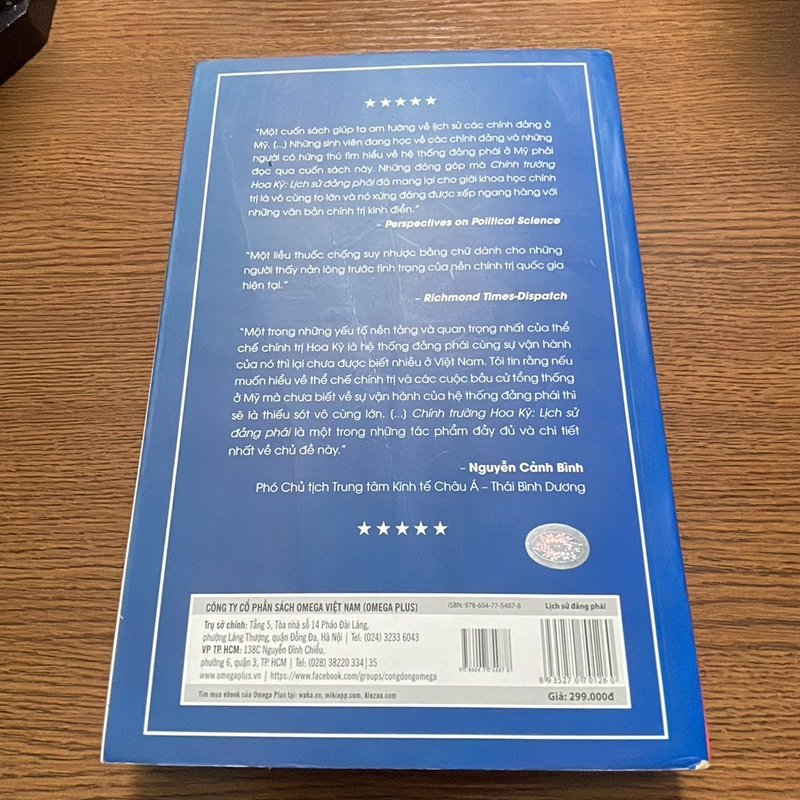 ★★★★★
“Một cuốn sách giúp ta am tường về lịch sử các chính đảng ở
Mỹ. (...) Những sinh viên đang học về các chính đảng và những
người có hứng thú tìm hiểu về hệ thống đảng phái ở Mỹ phải
đọc qua cuốn sách này. Những đóng góp mà Chính trường
Hoa Kỳ: Lịch sử đảng phái đã mang lại cho giới khoa học chính
trị là vô cùng to lớn và nó xứng đáng được xếp ngang hàng với
những văn bản chính trị kinh điển.”
– Perspectives on Political Science
“Một liều thuốc chống suy nhược bằng chữ dành cho những
người thấy nản lòng trước tình trạng của nền chính trị quốc gia
hiện tại.”
– Richmond Times-Dispatch
“Một trong những yếu tố nền tảng và quan trọng nhất của thể
chế chính trị Hoa Kỳ là hệ thống đảng phái cùng sự vận hành
của nó thì lại chưa được biết nhiều ở Việt Nam. Tôi tin rằng nếu
muốn hiểu về thể chế chính trị và các cuộc bầu cử tổng thống
ở Mỹ mà chưa biết về sự vận hành của hệ thống đảng phái thì
sẽ là thiếu sót vô cùng lớn. (...) Chính trường Hoa Kỳ: Lịch sử
đảng phái là một trong những tác phẩm đầy đủ và chi tiết
nhất về chủ đề này.”
– Nguyễn Cảnh Bình
Phó Chủ tịch Trung tâm Kinh tế Châu Á – Thái Bình Dương
★★★★★
CÔNG TY CỔ PHẦN SÁCH OMEGA VIỆT NAM (OMEGA PLUS)
Trụ sở chính: Tầng 5, Tòa nhà số 14 Pháo Đài Láng,
phường Láng Thượng, quận Đống Đa, Hà Nội | Tel: (024) 3233 6043
VP TP. HCM: 138C Nguyễn Đình Chiểu,
phường 6, quận 3, TP. HCM | Tel: (028) 38220 334|35
www.omegaplus.vn | https://www.facebook.com/groups/congdongomega
Tìm mua ebook của Omega Plus tại: waka.vn, mikiapp.com, Alezaa.com
ISBN: 978-604-77-5487-8
9 78604 775487 8
Lịch sử đảng phái
8 935270 701260
Giá: 299.000đ